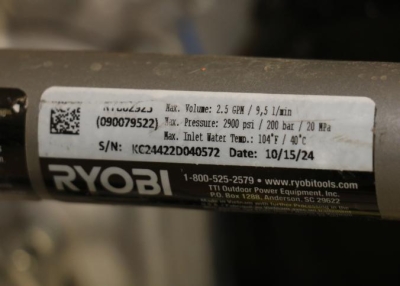 Max. Volume: 2.5 GPM / 9,5 l/min
(090079522) Max. Pressure: 2900 psi / 200 bar / 20 MPa
Max. Inlet Water Temp.: 104°F / 40°C
S/N: KC24422D040572 Date: 10/15/24
RYOBI
1-800-525-2579 • www.ryobitools.com
TTI Outdoor Power Equipment, Inc.
P.O. Box 1288, Anderson, SC 29622